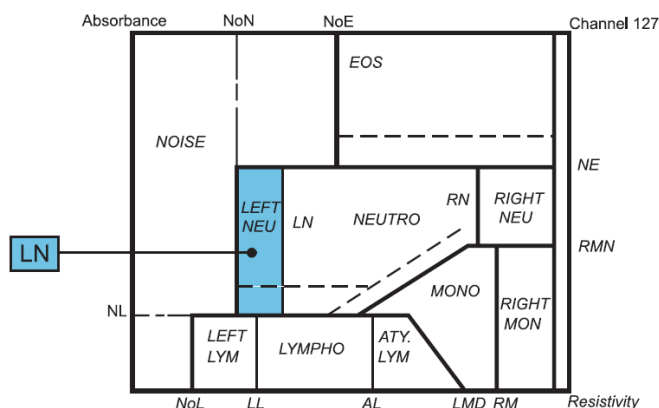 Absorbance NoN NoE Channel 127
EOS
NOISE
NE
LEFT
NEU
LN NEUTRO RN RIGHT
NEU
LN
RMN
MONO
NL
RIGHT
MON
LEFT
LYM
LYMPHO
ATY.
LYM
NoL LL AL LMD RM Resistivity